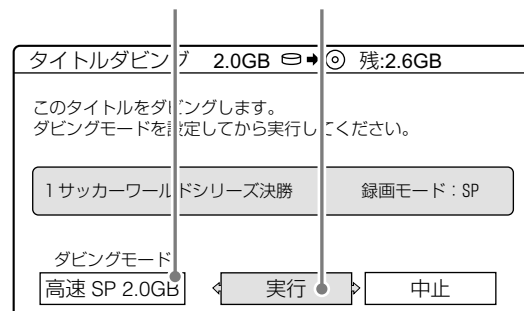 タイトルダビング 2.0GB 残:2.6GB
このタイトルをダビングします。
ダビングモードを設定してから実行してください。
1 サッカーワールドシリーズ決勝 録画モード：SP
ダビングモード
高速 SP 2.0GB 実行 中止